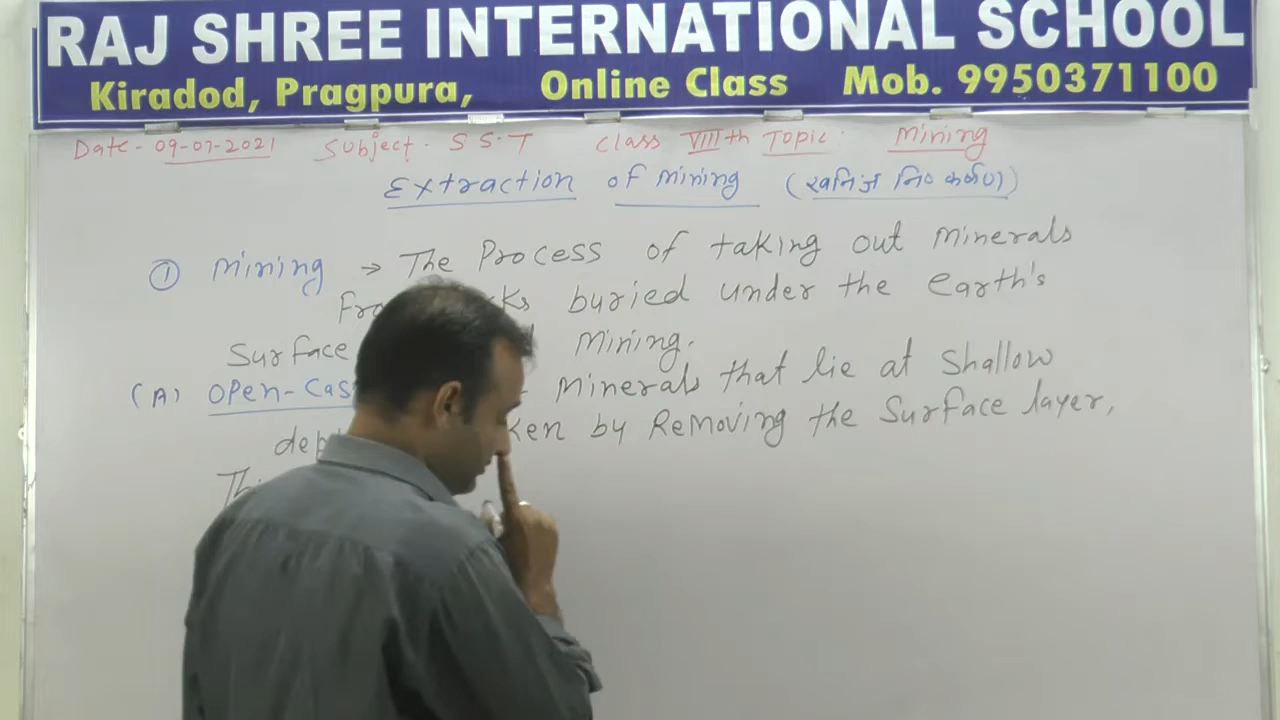 RAJ SHREE INTERNATIONAL SCHOOL
Kiradod, Pragpura, Online Class Mob. 9950371100
Date - 09-07-2021 Subject - S S.T Class VIIIth Topic: Mining
Extraction of Mining (खनिज निष्कर्षण)
① Mining → The Process of taking out Minerals
buried under the Earth's
Surface Mining.
(A) Open-Cas - Minerals that lie at Shallow
by Removing the Surface layer,